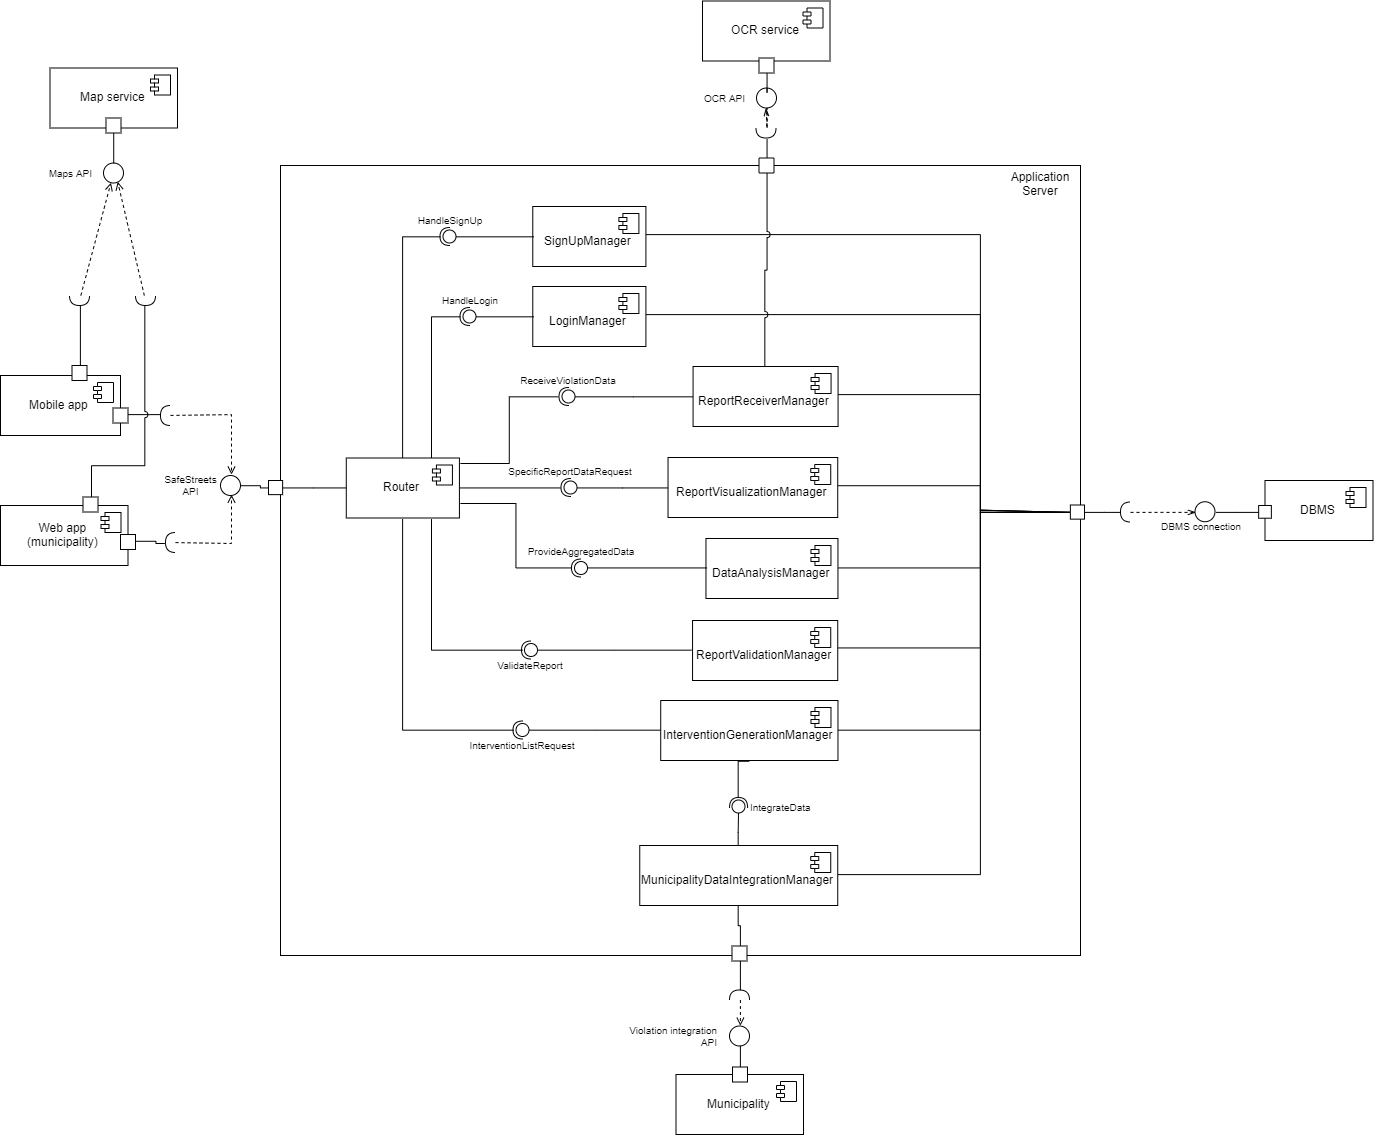 OCR service
Map service
OCR API
Maps API
Application
Server
HandleSignUp
SignUpManager
HandleLogin
LoginManager
ReceiveViolationData
ReportReceiverManager
Mobile app
SpecificReportDataRequest
SafeStreets
API
Router
ReportVisualizationManager
DBMS
DBMS connection
Web app
(municipality)
ProvideAggregatedData
DataAnalysisManager
ReportValidationManager
ValidateReport
InterventionGenerationManager
InterventionListRequest
IntegrateData
MunicipalityDataIntegrationManager
Violation integration
API
Municipality